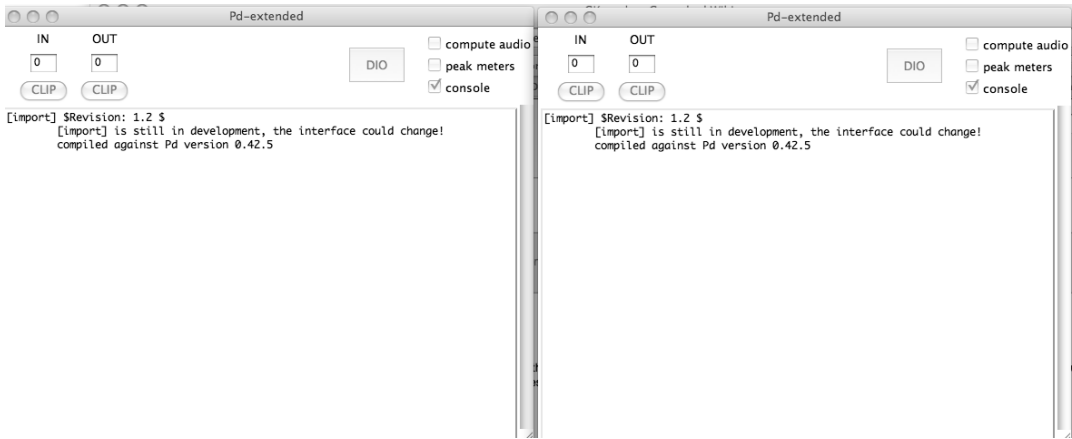 Pd-extended
IN OUT
0 0
DIO
compute audio
peak meters
CLIP CLIP
console
[import] $Revision: 1.2 $
[import] is still in development, the interface could change!
compiled against Pd version 0.42.5
Pd-extended
IN OUT
0 0
DIO
compute audio
peak meters
CLIP CLIP
console
[import] $Revision: 1.2 $
[import] is still in development, the interface could change!
compiled against Pd version 0.42.5